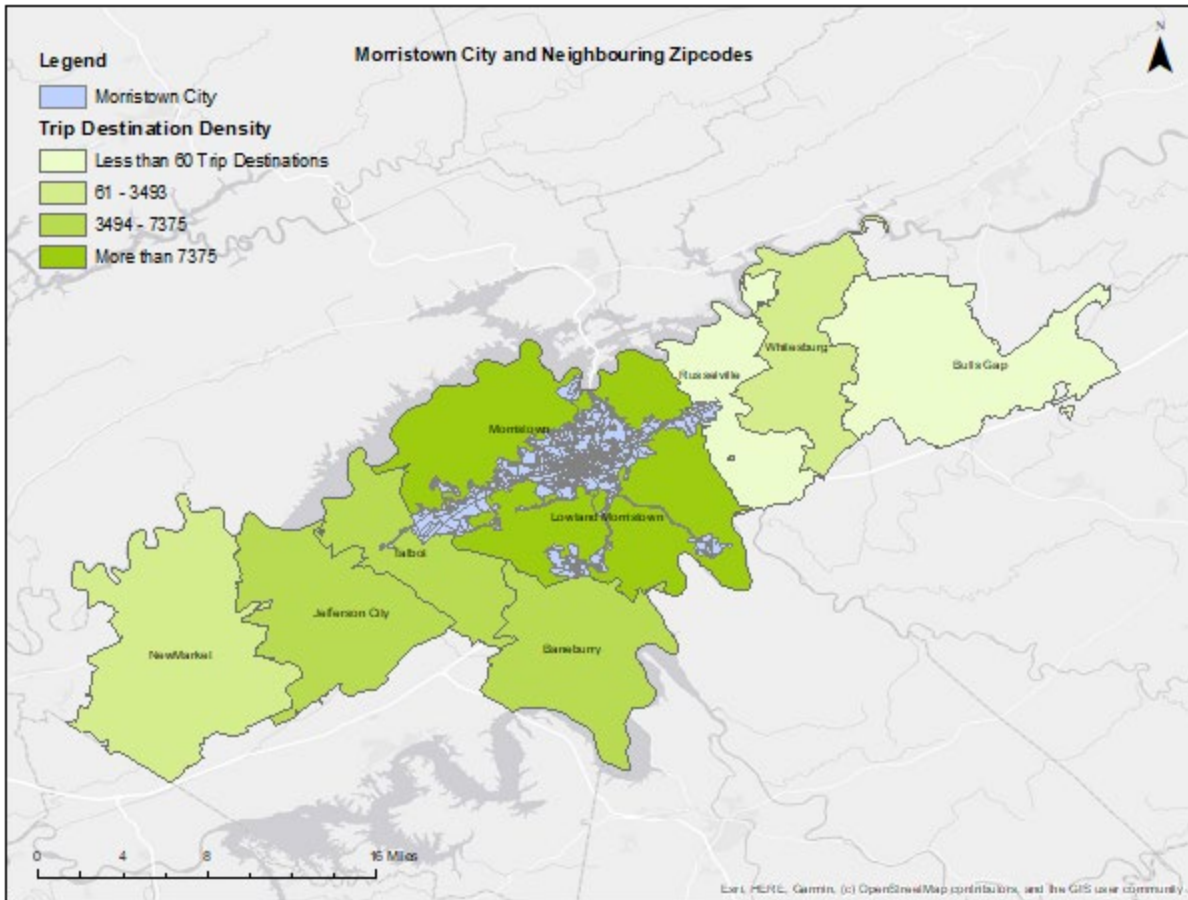 Morristown City and Neighbouring Zipcodes
N
Legend
Morristown City
Trip Destination Density
Less than 60 Trip Destinations
61 - 3493
3494 - 7375
More than 7375
Whitesburg
Russelville
Bulls Gap
Morristown
Lowland Morristown
Talbot
Jefferson City
Baneburry
NewMarket
0 4 8 16 Miles
Esri, HERE, Garmin, (c) OpenStreetMap contributors, and the GIS user community